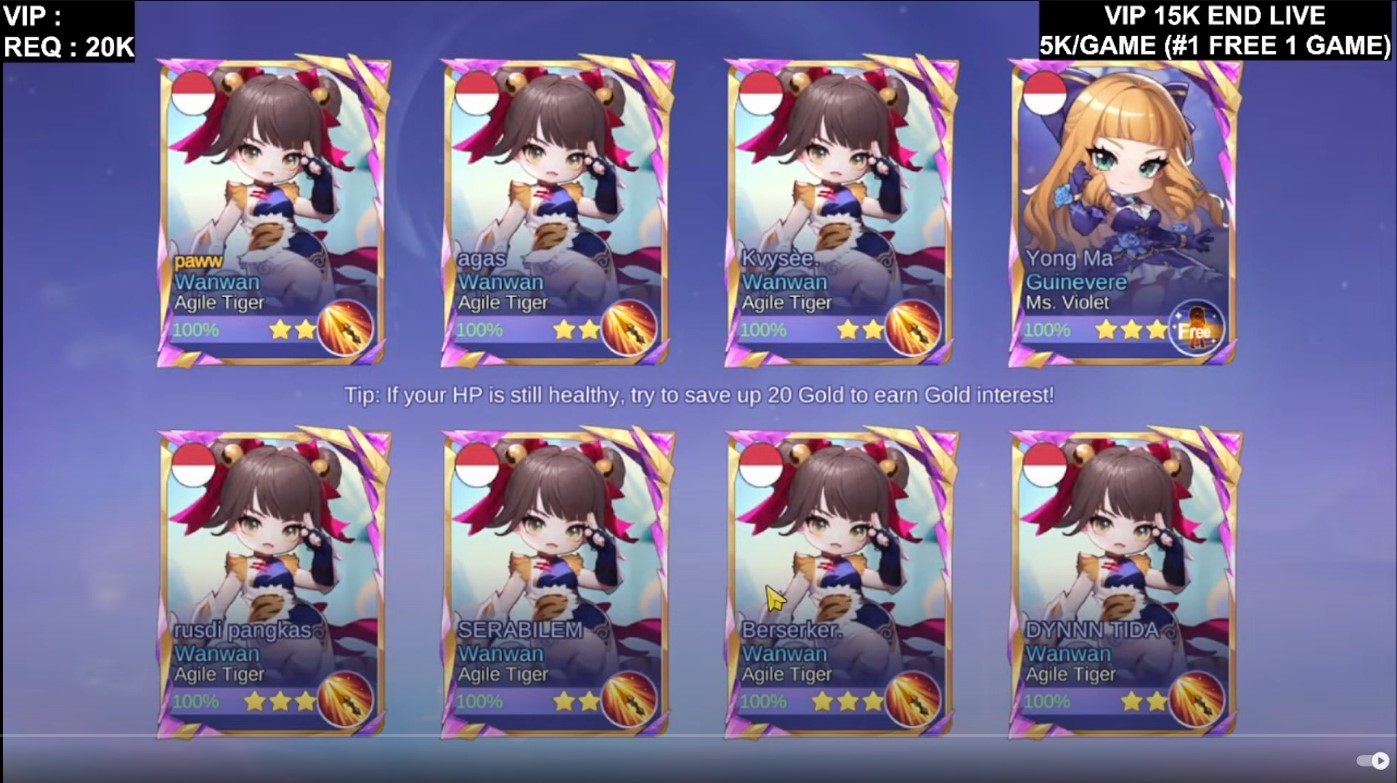 VIP :
REQ : 20K
VIP 15K END LIVE
5K/GAME (#1 FREE 1 GAME)
paww
Wanwan
Agile Tiger
100%
agas
Wanwan
Agile Tiger
100%
Kvysèe.
Wanwan
Agile Tiger
100%
Yong Ma
Guinevere
Ms. Violet
100%
Free
Tip: If your HP is still healthy, try to save up 20 Gold to earn Gold interest!
rusdi pangkas
Wanwan
Agile Tiger
100%
SERABILEM
Wanwan
Agile Tiger
100%
Berserker.
Wanwan
Agile Tiger
100%
DYNNN TIDA
Wanwan
Agile Tiger
100%